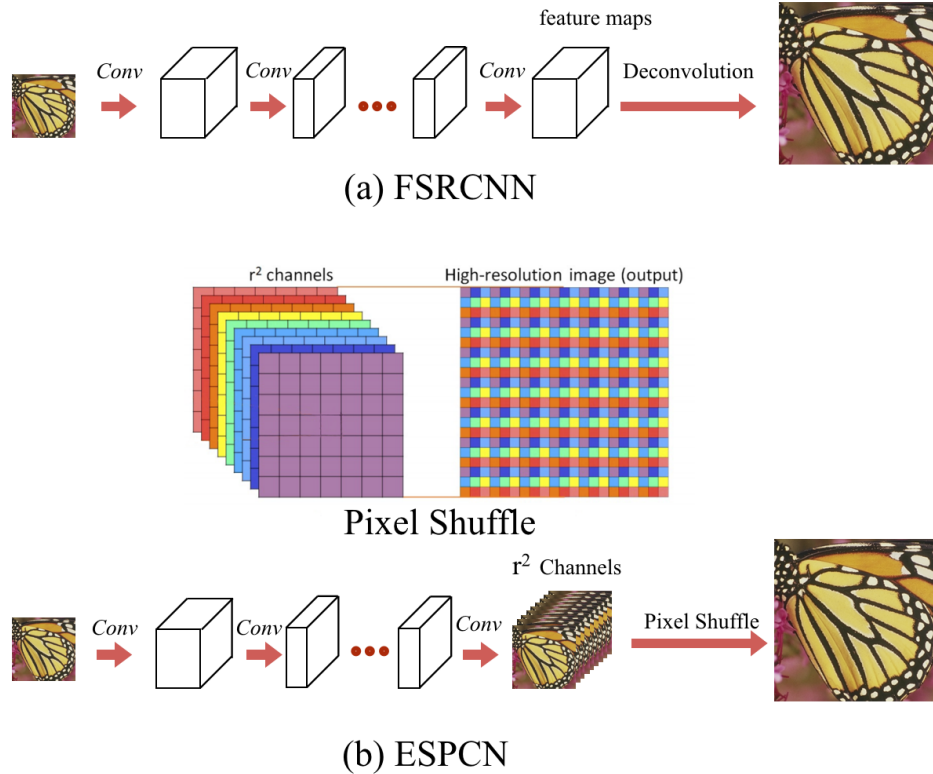 feature maps
Conv
Conv
Conv
Deconvolution
(a) FSRCNN
r² channels
High-resolution image (output)
Pixel Shuffle
r² Channels
Conv
Conv
Conv
Pixel Shuffle
(b) ESPCN